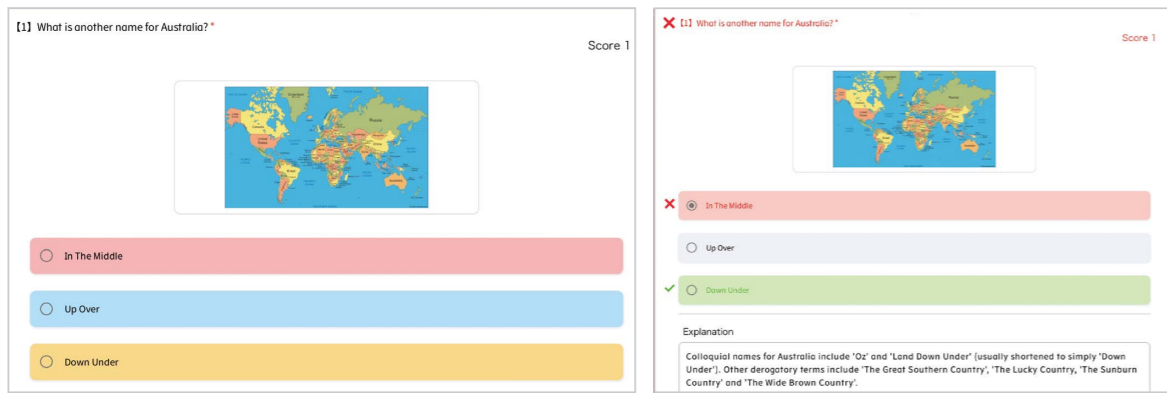 【1】 What is another name for Australia? *
Score 1
In The Middle
Up Over
Down Under
【1】 What is another name for Australia? *
Score 1
In The Middle
Up Over
Down Under
Explanation
Colloquial names for Australia include 'Oz' and 'Land Down Under' (usually shortened to simply 'Down
Under'). Other derogatory terms include 'The Great Southern Country', 'The Lucky Country, 'The Sunburn
Country' and 'The Wide Brown Country'.